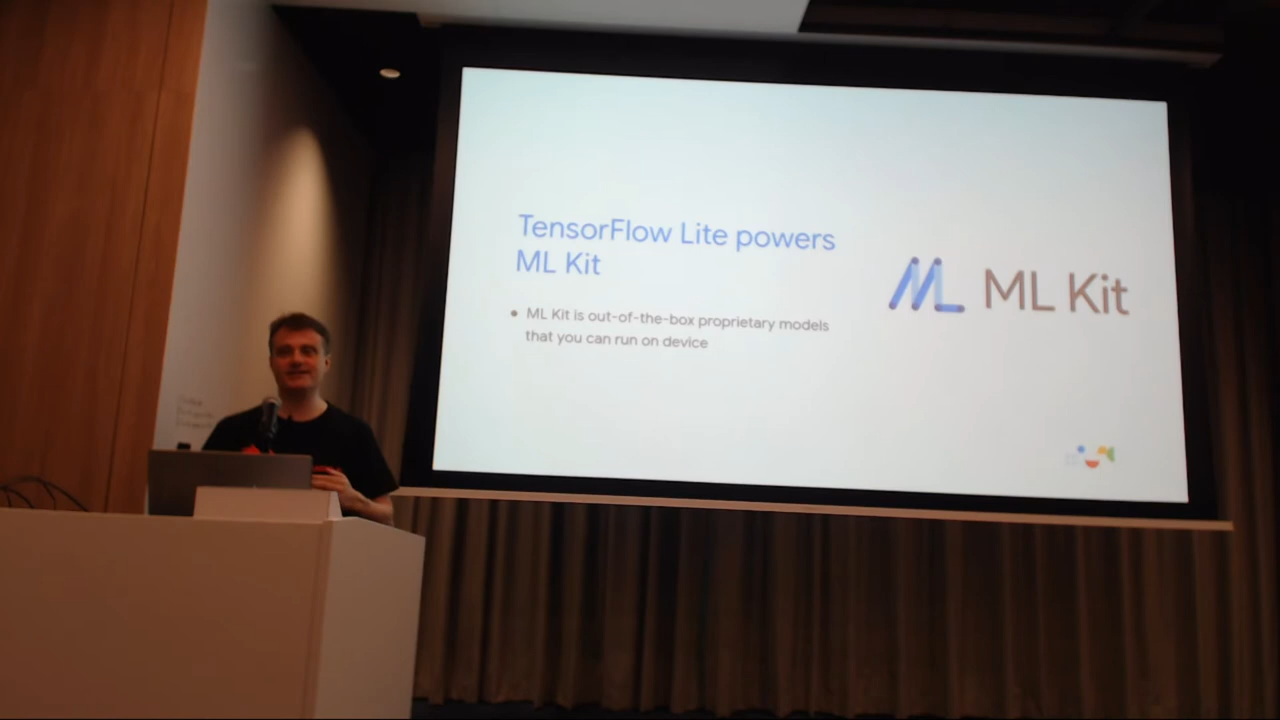 TensorFlow Lite powers
ML Kit
• ML Kit is out-of-the-box proprietary models
that you can run on device
ML Kit